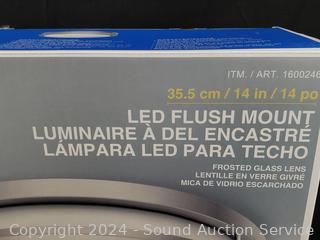 ITM. / ART. 1600246
35.5 cm / 14 in / 14 po
LED FLUSH MOUNT
LUMINAIRE À DEL ENCASTRÉ
LÁMPARA LED PARA TECHO
FROSTED GLASS LENS
LENTILLE EN VERRE GIVRÉ
MICA DE VIDRIO ESCARCHADO
Copyright 2024 - Sound Auction Service